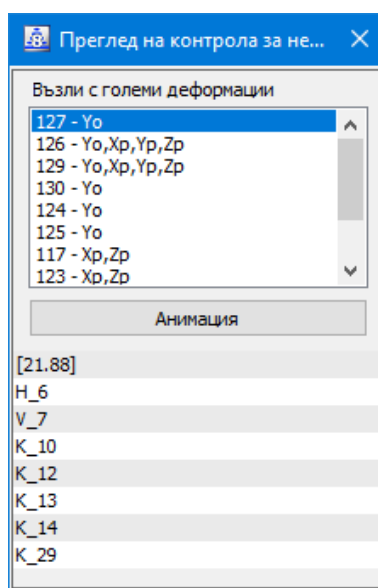 Преглед на контрола за не...
Възли с големи деформации
127 - Yo
126 - Yo,Xp,Yp,Zp
129 - Yo,Xp,Yp,Zp
130 - Yo
124 - Yo
125 - Yo
117 - Xp,Zp
123 - Xp,Zp
Анимация
[21.88]
H_6
V_7
K_10
K_12
K_13
K_14
K_29